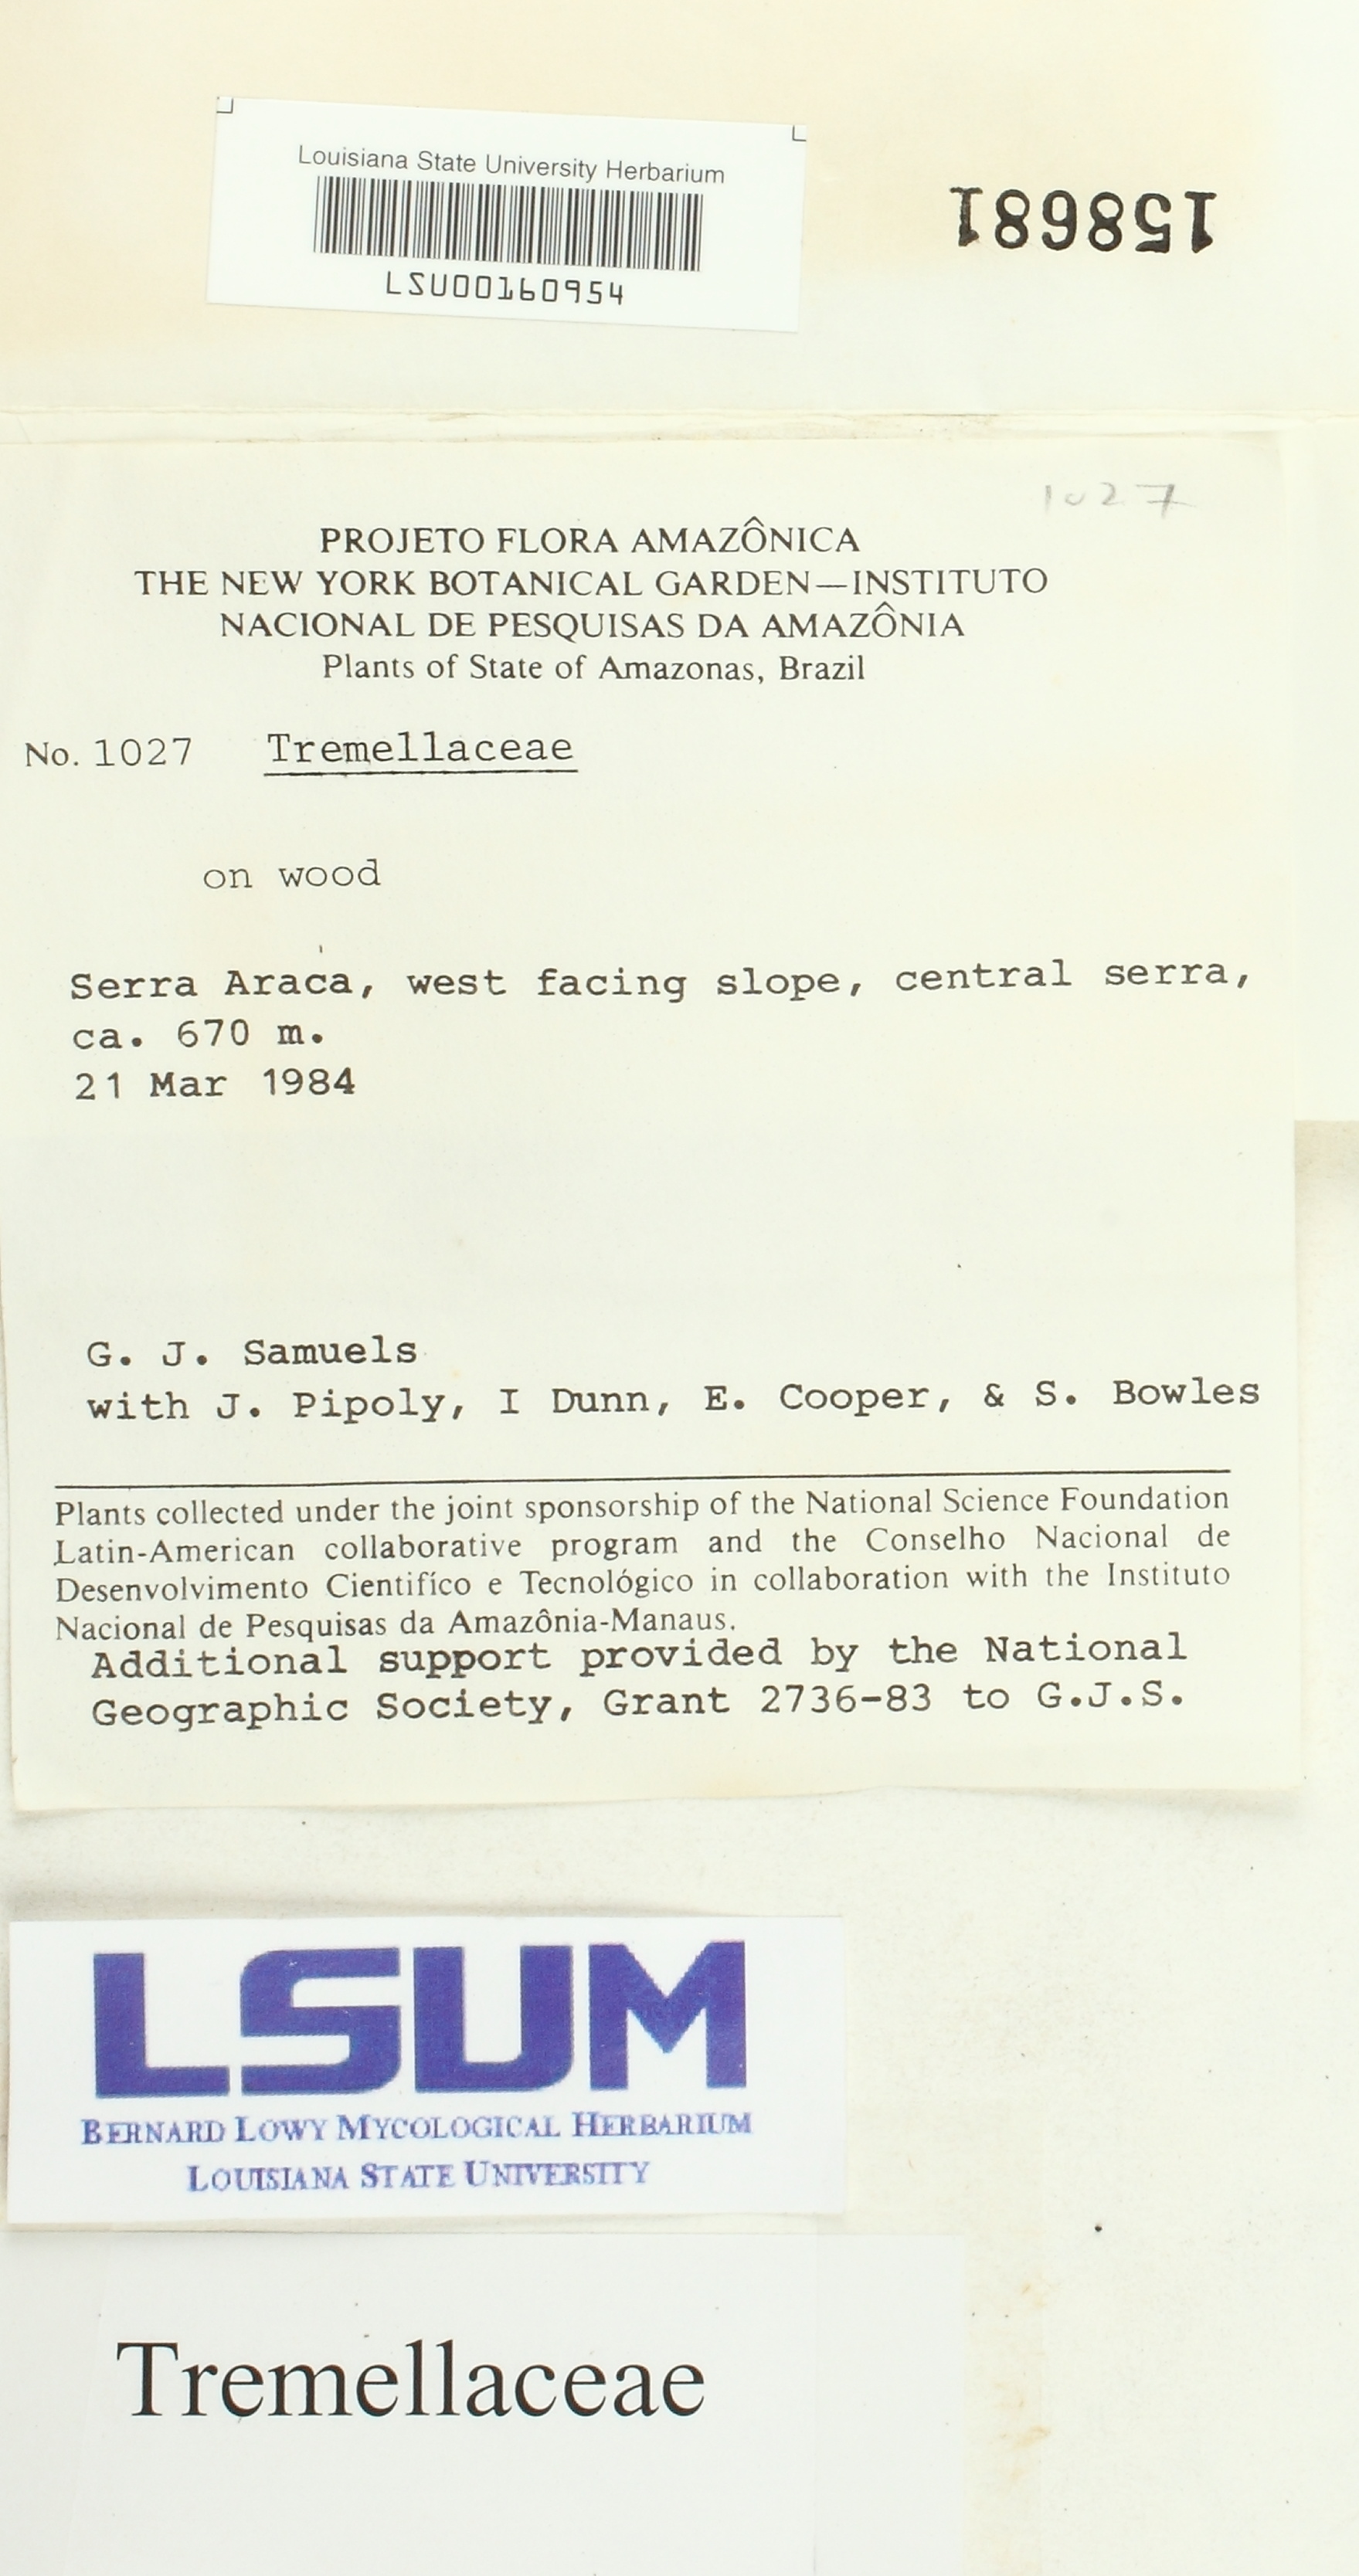 Louisiana State University Herbarium
LSU00160954
158681
1027
PROJETO FLORA AMAZÔNICA
THE NEW YORK BOTANICAL GARDEN—INSTITUTO
NACIONAL DE PESQUISAS DA AMAZÔNIA
Plants of State of Amazonas, Brazil
No. 1027 Tremellaceae
on wood
Serra Araca, west facing slope, central serra,
ca. 670 m.
21 Mar 1984
G. J. Samuels
with J. Pipoly, I Dunn, E. Cooper, & S. Bowles
Plants collected under the joint sponsorship of the National Science Foundation
Latin-American collaborative program and the Conselho Nacional de
Desenvolvimento Cientifíco e Tecnológico in collaboration with the Instituto
Nacional de Pesquisas da Amazônia-Manaus.
Additional support provided by the National
Geographic Society, Grant 2736-83 to G.J.S.
LSUM
BERNARD LOWY MYCOLOGICAL HERBARIUM
LOUISIANA STATE UNIVERSITY
Tremellaceae